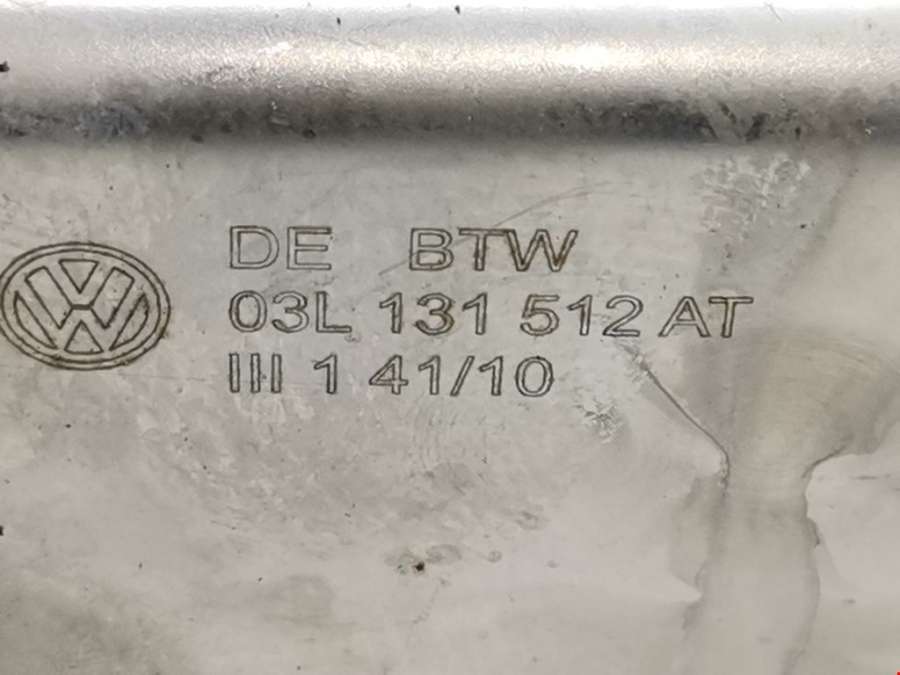 DE BTW
03L 131 512 AT
III 1 41/10